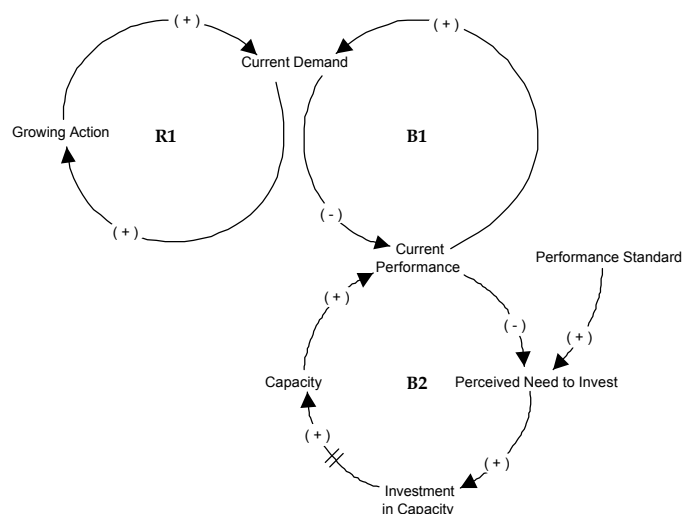 (+)
(+)
Current Demand
Growing Action
R1
B1
(+)
(-)
Current
Performance
Performance Standard
(+)
(-)
(+)
Capacity
B2
Perceived Need to Invest
(+)
(+)
Investment
in Capacity